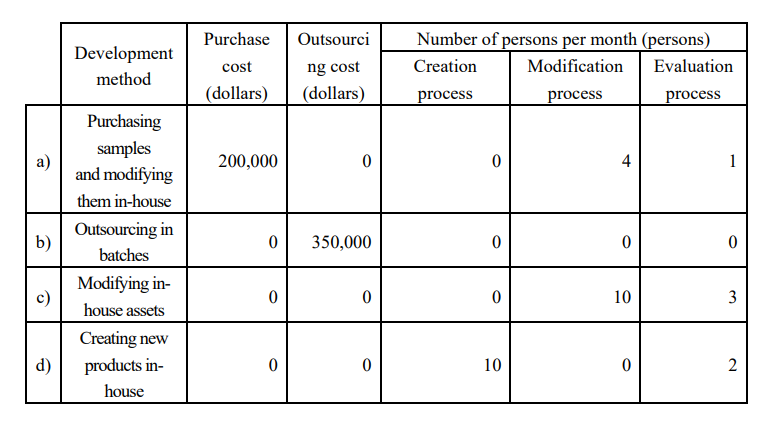 Development method Purchase cost (dollars) Outsourci ng cost (dollars) Number of persons per month (persons)
Creation process Modification process Evaluation process
a) Purchasing samples and modifying them in-house 200,000 0 0 4 1
b) Outsourcing in batches 0 350,000 0 0 0
c) Modifying in-house assets 0 0 0 10 3
d) Creating new products in-house 0 0 10 0 2